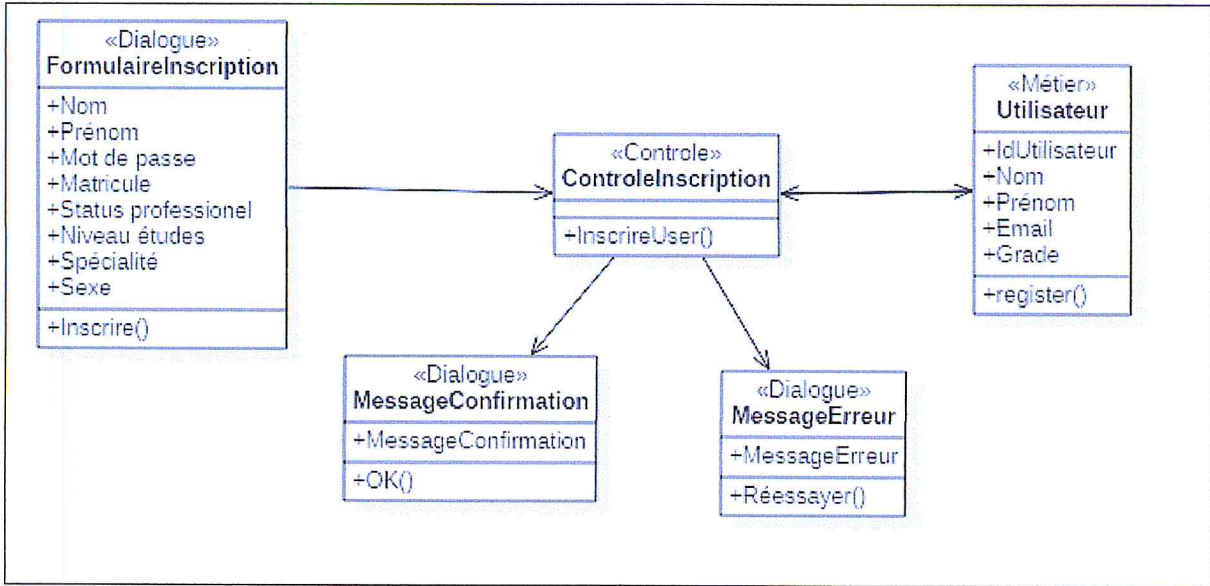 «Dialogue»
FormulaireInscription
+Nom
+Prénom
+Mot de passe
+Matricule
+Status professionel
+Niveau études
+Spécialité
+Sexe
+Inscrire()
«Controle»
ControleInscription
+InscrireUser()
«Métier»
Utilisateur
+IdUtilisateur
+Nom
+Prénom
+Email
+Grade
+register()
«Dialogue»
MessageConfirmation
+MessageConfirmation
+OK()
«Dialogue»
MessageErreur
+MessageErreur
+Réessayer()